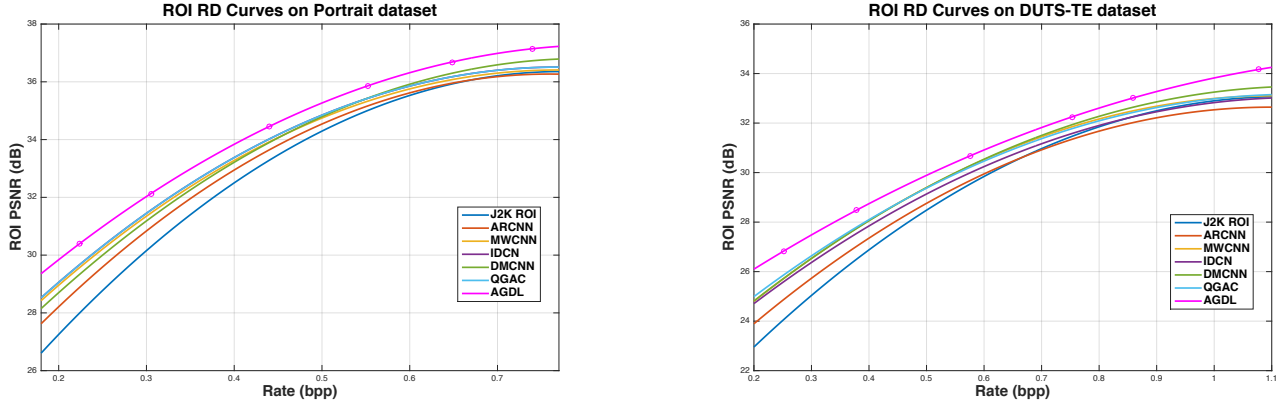 ROI RD Curves on Portrait dataset
38
36
34
32
30
28
26
ROI PSNR (dB)
0.2 0.3 0.4 0.5 0.6 0.7
Rate (bpp)
J2K ROI
ARCNN
MWCNN
IDCN
DMCNN
QGAC
AGDL
ROI RD Curves on DUTS-TE dataset
36
34
32
30
28
26
24
22
ROI PSNR (dB)
0.2 0.3 0.4 0.5 0.6 0.7 0.8 0.9 1 1.1
Rate (bpp)
J2K ROI
ARCNN
MWCNN
IDCN
DMCNN
QGAC
AGDL